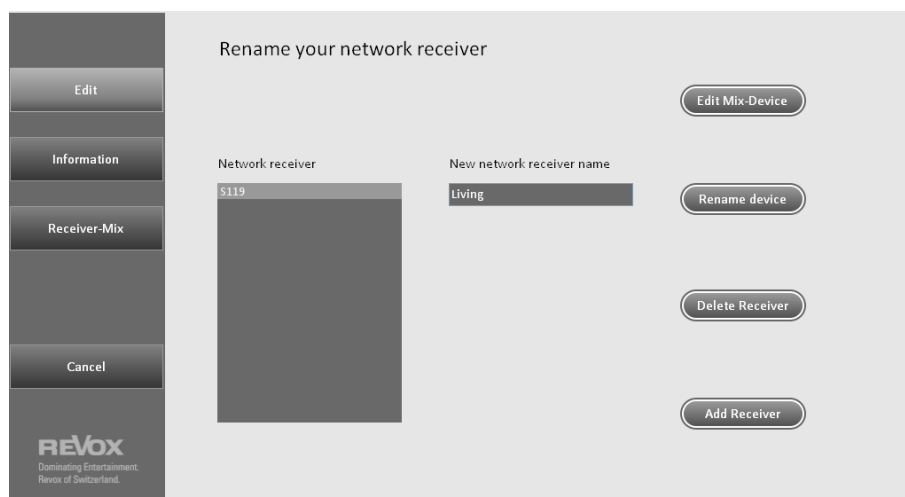 Rename your network receiver
Edit
Edit Mix-Device
Information
Network receiver
New network receiver name
S119
Living
Rename device
Receiver-Mix
Delete Receiver
Cancel
Add Receiver
REVOX
Dominating Entertainment.
Revox of Switzerland.